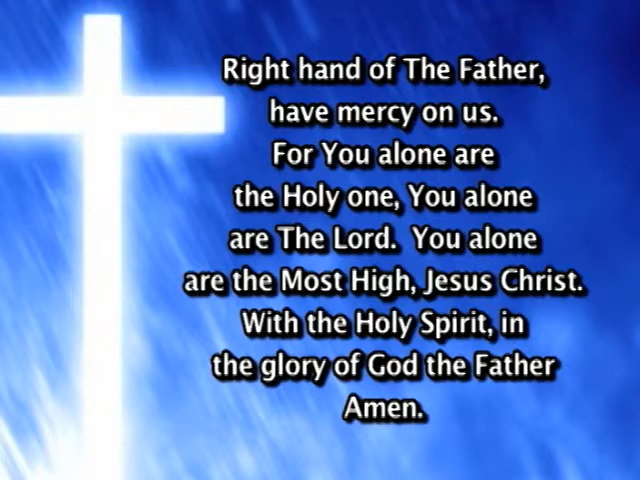 Right hand of The Father,
have mercy on us.
For You alone are
the Holy one, You alone
are The Lord.  You alone
are the Most High, Jesus Christ.
With the Holy Spirit, in
the glory of God the Father
Amen.